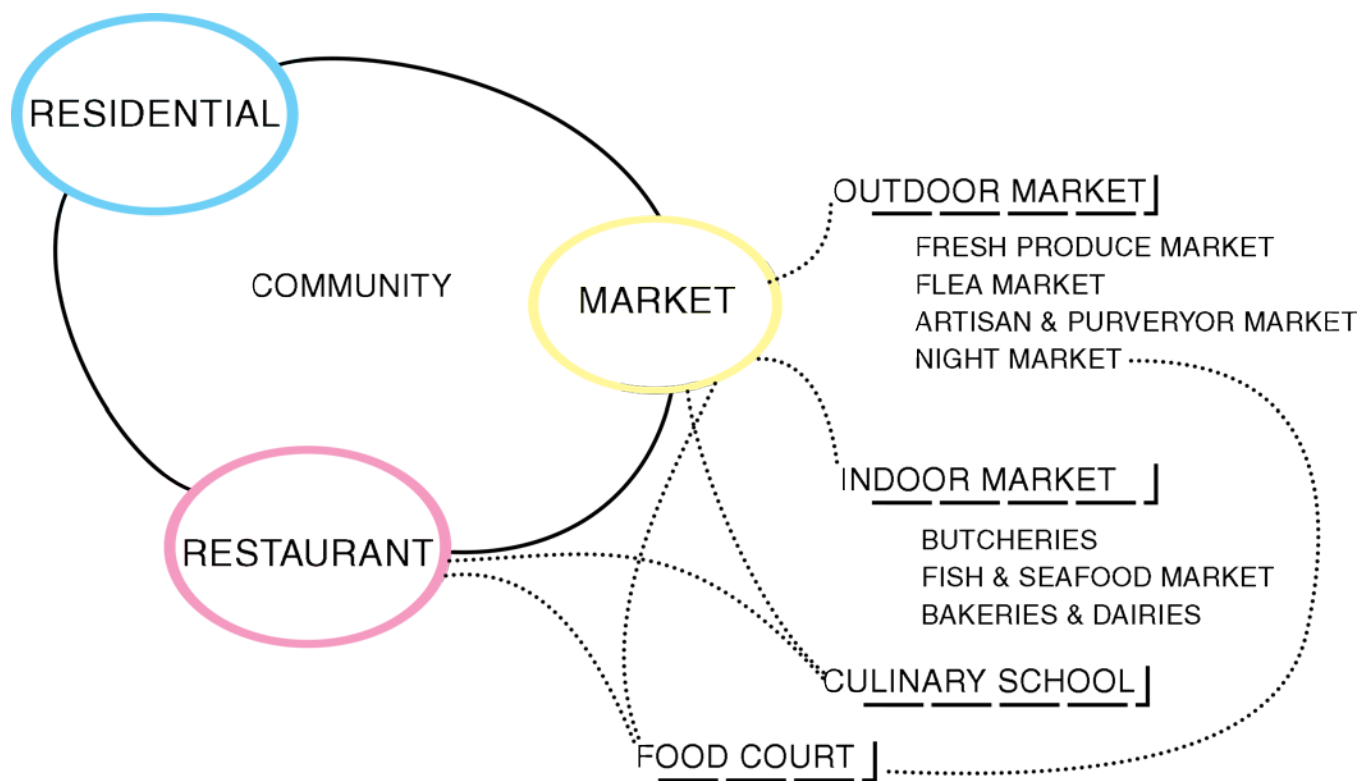 RESIDENTIAL
COMMUNITY
MARKET
RESTAURANT
OUTDOOR MARKET
FRESH PRODUCE MARKET
FLEA MARKET
ARTISAN & PURVERYOR MARKET
NIGHT MARKET
INDOOR MARKET
BUTCHERIES
FISH & SEAFOOD MARKET
BAKERIES & DAIRIES
CULINARY SCHOOL
FOOD COURT